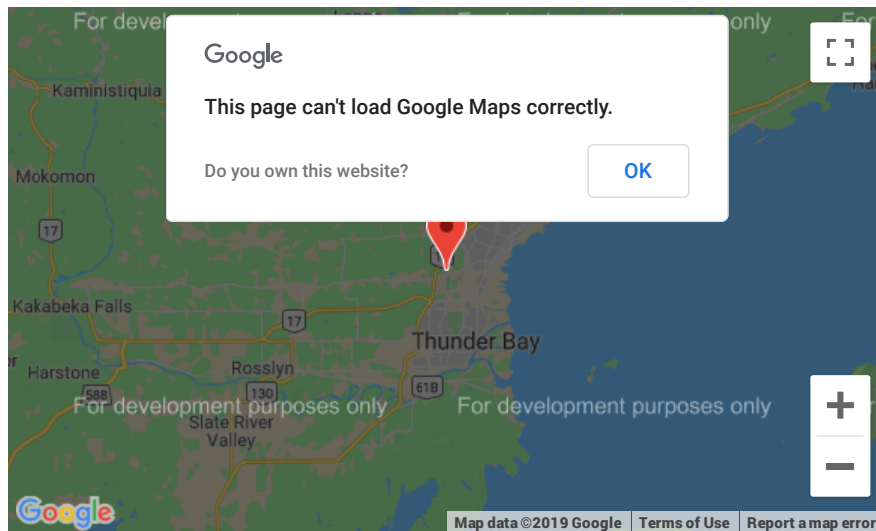 For devel
only
For
Google
This page can't load Google Maps correctly.
Do you own this website?
OK
Kaministiquia
Mokomon
17
Kakabeka Falls
17
Thunder Bay
Harstone
Rosslyn
588
130
61B
For development purposes only
For development purposes only
Slate River
Valley
Google
Map data ©2019 Google
Terms of Use
Report a map error